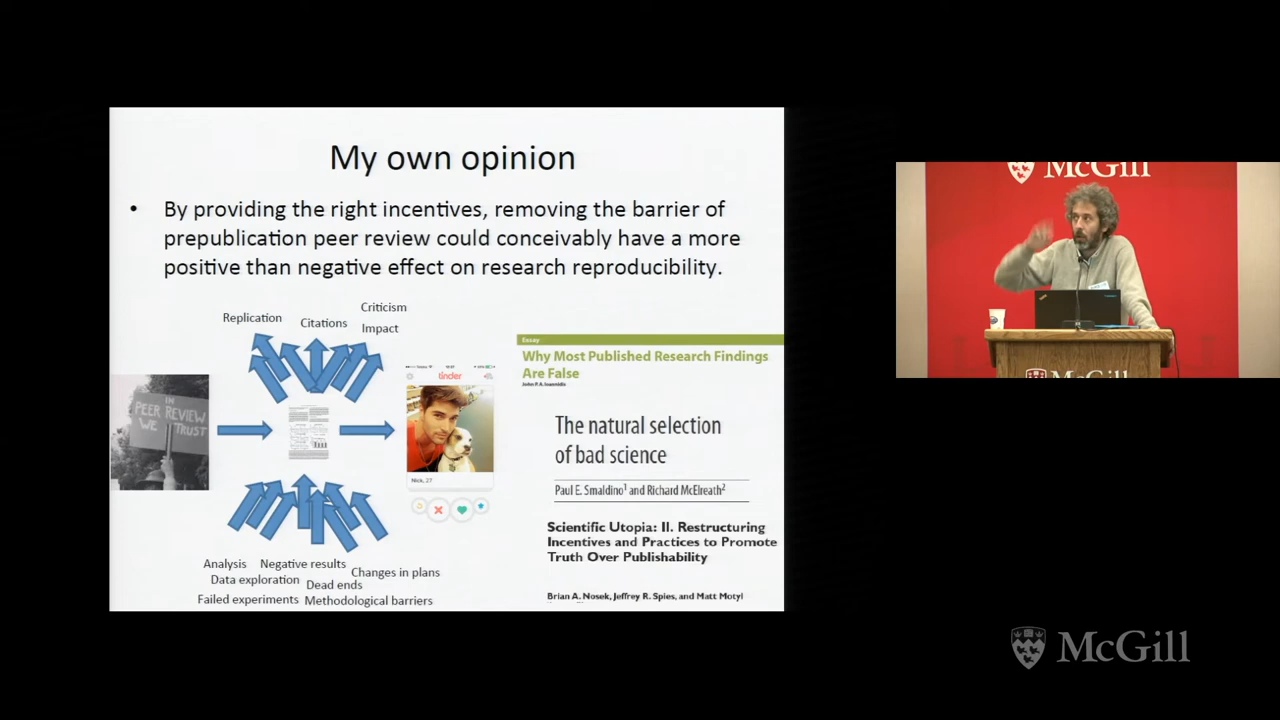 My own opinion
• By providing the right incentives, removing the barrier of
prepublication peer review could conceivably have a more
positive than negative effect on research reproducibility.
Replication
Citations
Criticism
Impact
IN
PEER REVIEW
WE TRUST
tinder
Nick, 27
Analysis
Negative results
Changes in plans
Data exploration
Dead ends
Failed experiments
Methodological barriers
Essay
Why Most Published Research Findings
Are False
John P.A. Ioannidis
The natural selection
of bad science
Paul E. Smaldino1 and Richard McElreath2
Scientific Utopia: II. Restructuring
Incentives and Practices to Promote
Truth Over Publishability
Brian A. Nosek, Jeffrey R. Spies, and Matt Motyl
McGill
McGill
McGill